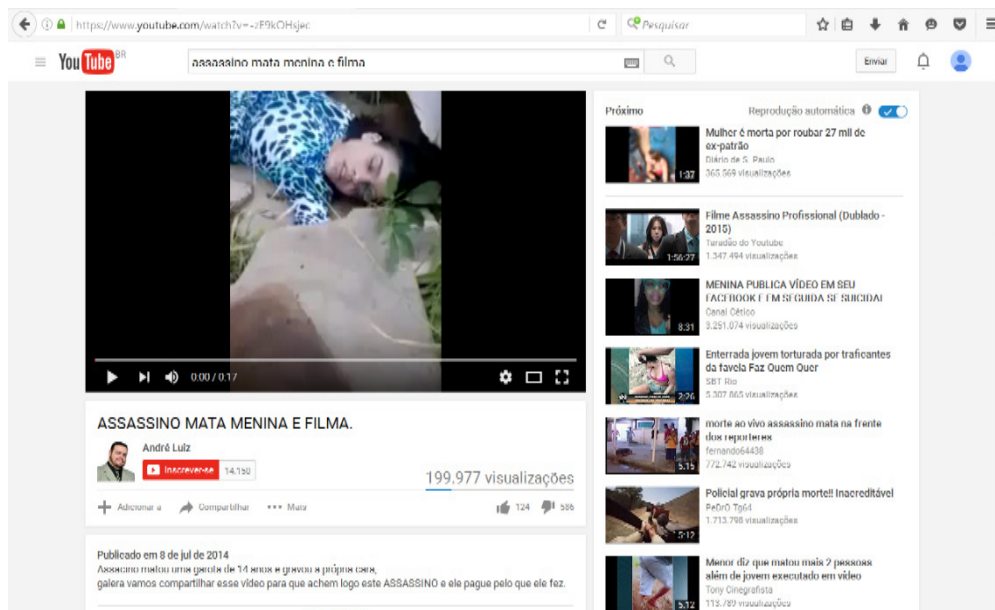 https://www.youtube.com/watch?v=-zF9kOHsjec
Pesquisar
YouTube BR
assassino mata menina e filma
Enviar
0:00 / 0:17
ASSASSINO MATA MENINA E FILMA.
André Luiz
Inscrever-se 14.150
199.977 visualizações
Adicionar a Compartilhar Mais
124 586
Publicado em 8 de jul de 2014
Assacino matou uma garota de 14 anos e gravou a própria cara,
galera vamos compartilhar esse vídeo para que achem logo este ASSASSINO e ele pague pelo que ele fez.
Próximo
Reprodução automática
Mulher é morta por roubar 27 mil de
ex-patrão
Diário de S. Paulo
365.569 visualizações
1:37
Filme Assassino Profissional (Dublado -
2015)
Taradão do Youtube
1.347.494 visualizações
1:56:27
MENINA PUBLICA VÍDEO EM SEU
FACEBOOK E EM SEGUIDA SE SUICIDA!
Canal Cético
3.251.074 visualizações
8:31
Enterrada jovem torturada por traficantes
da favela Faz Quem Quer
SBT Rio
5.307.865 visualizações
2:26
morte ao vivo assassino mata na frente
dos reporteres
fernando64438
772.742 visualizações
5:15
Policial grava própria morte!! Inacreditável
PeDrO Tg64
1.713.798 visualizações
5:12
Menor diz que matou mais 2 pessoas
além de jovem executado em vídeo
Tony Cinegrafista
113.789 visualizações
5:12